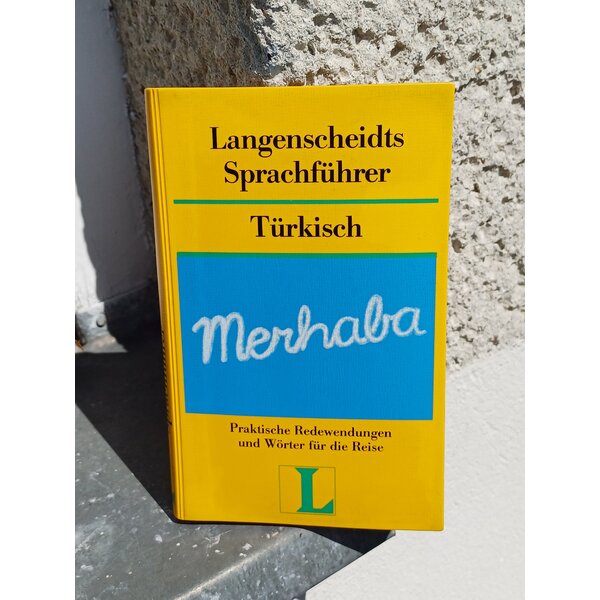 Langenscheidts
Sprachführer
Türkisch
Merhaba
Praktische Redewendungen
und Wörter für die Reise
L